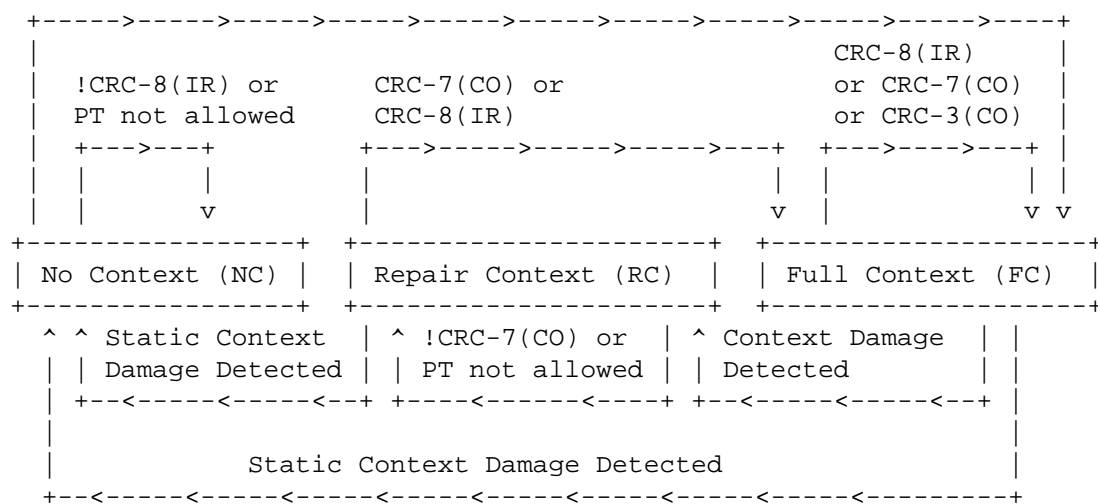 CRC-8(IR)
!CRC-8(IR) or CRC-7(CO) or or CRC-7(CO)
PT not allowed CRC-8(IR) or CRC-3(CO)
No Context (NC) Repair Context (RC) Full Context (FC)
Static Context !CRC-7(CO) or Context Damage
Damage Detected PT not allowed Detected
Static Context Damage Detected